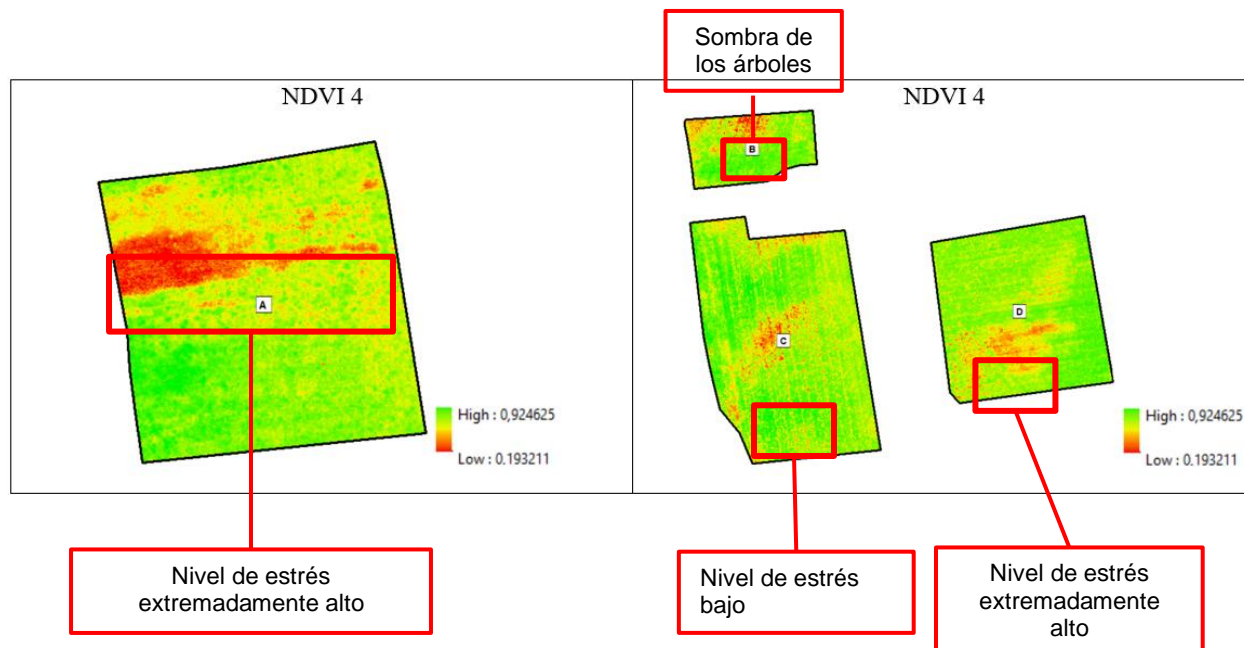 Sombra de
los árboles
NDVI 4
A
High : 0,924625
Low : 0.193211
NDVI 4
B
C
D
High : 0,924625
Low : 0.193211
Nivel de estrés
extremadamente alto
Nivel de estrés
bajo
Nivel de estrés
extremadamente
alto